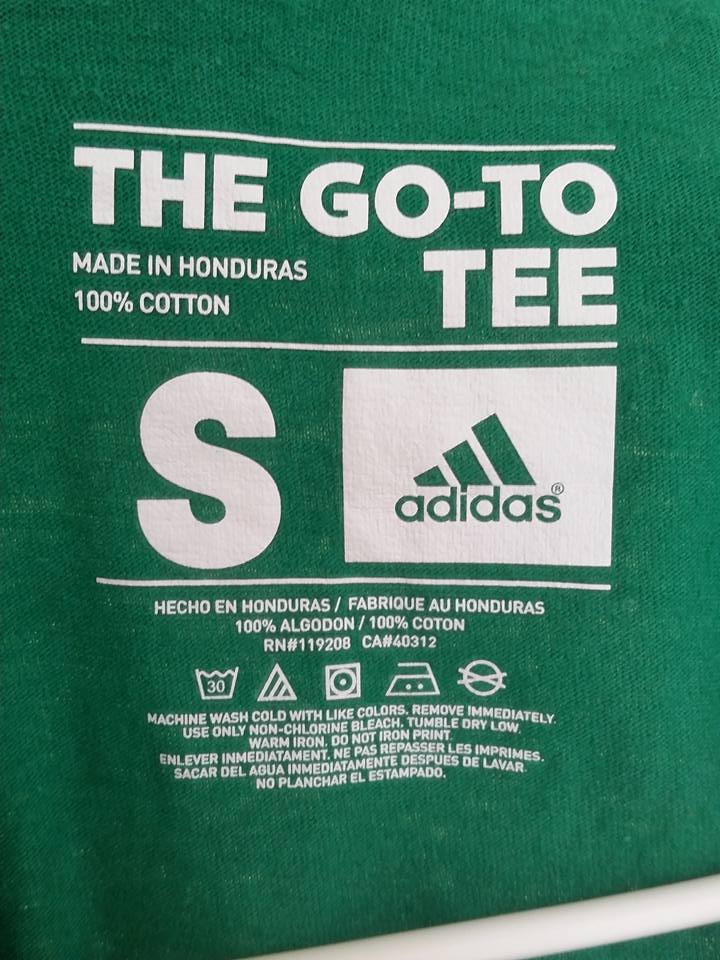 THE GO-TO
TEE
MADE IN HONDURAS
100% COTTON
S
adidas®
HECHO EN HONDURAS / FABRIQUE AU HONDURAS
100% ALGODON / 100% COTON
RN#119208 CA#40312
30
MACHINE WASH COLD WITH LIKE COLORS. REMOVE IMMEDIATELY.
USE ONLY NON-CHLORINE BLEACH. TUMBLE DRY LOW.
WARM IRON. DO NOT IRON PRINT.
ENLEVER INMEDIATAMENT. NE PAS REPASSER LES IMPRIMES.
SACAR DEL AGUA INMEDIATAMENTE DESPUES DE LAVAR.
NO PLANCHAR EL ESTAMPADO.